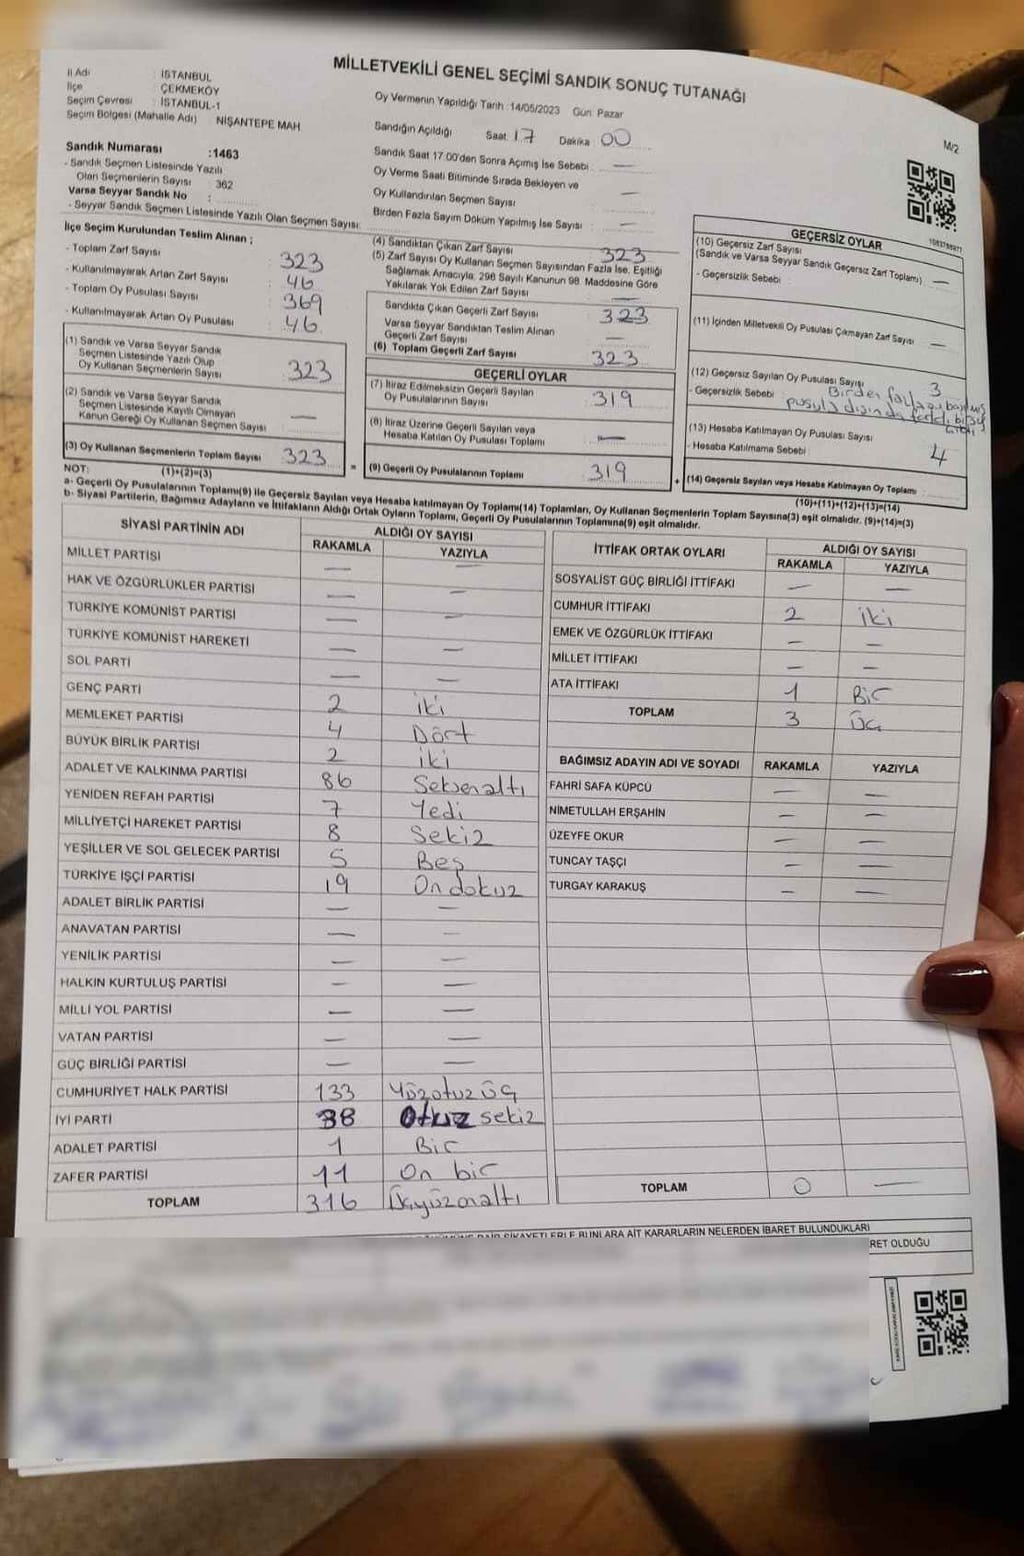 MİLLETVEKİLİ GENEL SEÇİMİ SANDIK SONUÇ TUTANAĞI
M/2
İl Adı : İSTANBUL
İlçe : ÇEKMEKÖY
Seçim Çevresi : İSTANBUL-1
Seçim Bölgesi (Mahalle Adı) NİŞANTEPE MAH
Sandık Numarası :1463
- Sandık Seçmen Listesinde Yazılı
Olan Seçmenlerin Sayısı : 362
Varsa Seyyar Sandık No :
- Seyyar Sandık Seçmen Listesinde Yazılı Olan Seçmen Sayısı:
Oy Vermenin Yapıldığı Tarih :14/05/2023 Gün: Pazar
Sandığın Açıldığı Saat: 17 Dakika 00
Sandık Saat 17:00'den Sonra Açımış İse Sebebi : —
Oy Verme Saati Bitiminde Sırada Bekleyen ve
Oy Kullandırılan Seçmen Sayısı : —
Birden Fazla Sayım Döküm Yapılmış İse Sayısı : —
İlçe Seçim Kurulundan Teslim Alınan ;
- Toplam Zarf Sayısı : 323
- Kullanılmayarak Artan Zarf Sayısı : 46
- Toplam Oy Pusulası Sayısı : 369
- Kullanılmayarak Artan Oy Pusulası : 46
(1) Sandık ve Varsa Seyyar Sandık
Seçmen Listesinde Yazılı Olup
Oy Kullanan Seçmenlerin Sayısı : 323
(2) Sandık ve Varsa Seyyar Sandık
Seçmen Listesinde Kayıtlı Olmayan
Kanun Gereği Oy Kullanan Seçmen Sayısı : —
(3) Oy Kullanan Seçmenlerin Toplam Sayısı : 323
(4) Sandıktan Çıkan Zarf Sayısı : 323
(5) Zarf Sayısı Oy Kullanan Seçmen Sayısından Fazla İse, Eşitliği
Sağlamak Amacıyla; 298 Sayılı Kanunun 98. Maddesine Göre
Yakılarak Yok Edilen Zarf Sayısı : —
Sandıkta Çıkan Geçerli Zarf Sayısı : 323
Varsa Seyyar Sandıktan Teslim Alınan
Geçerli Zarf Sayısı : —
(6) Toplam Geçerli Zarf Sayısı : 323
GEÇERLİ OYLAR
(7) İtiraz Edilmeksizin Geçerli Sayılan
Oy Pusulalarının Sayısı : 319
(8) İtiraz Üzerine Geçerli Sayılan veya
Hesaba Katılan Oy Pusulası Toplamı : —
= (9) Geçerli Oy Pusulalarının Toplamı : 319
GEÇERSİZ OYLAR
(10) Geçersiz Zarf Sayısı
(Sandık ve Varsa Seyyar Sandık Geçersiz Zarf Toplamı) : —
- Geçersizlik Sebebi :
(11) İçinden Milletvekili Oy Pusulası Çıkmayan Zarf Sayısı : —
(12) Geçersiz Sayılan Oy Pusulası Sayısı : 3
- Geçersizlik Sebebi : Birden fazla
pusula dışında farklı
(13) Hesaba Katılmayan Oy Pusulası Sayısı : 4
- Hesaba Katılmama Sebebi :
+ (14) Geçersiz Sayılan veya Hesaba Katılmayan Oy Toplamı :
(10)+(11)+(12)+(13)=(14)
NOT: (1)+(2)=(3)
a- Geçerli Oy Pusulalarının Toplamı(9) ile Geçersiz Sayılan veya Hesaba katılmayan Oy Toplamı(14) Toplamları, Oy Kullanan Seçmenlerin Toplam Sayısına(3) eşit olmalıdır. (9)+(14)=(3)
b- Siyasi Partilerin, Bağımsız Adayların ve İttifakların Aldığı Ortak Oyların Toplamı, Geçerli Oy Pusulalarının Toplamına(9) eşit olmalıdır.
SİYASİ PARTİNİN ADI ALDIĞI OY SAYISI
RAKAMLA YAZIYLA
MİLLET PARTİSİ — —
HAK VE ÖZGÜRLÜKLER PARTİSİ — —
TÜRKİYE KOMÜNİST PARTİSİ — —
TÜRKİYE KOMÜNİST HAREKETİ — —
SOL PARTİ — —
GENÇ PARTİ 2 iki
MEMLEKET PARTİSİ 4 Dört
BÜYÜK BİRLİK PARTİSİ 2 iki
ADALET VE KALKINMA PARTİSİ 86 Seksenaltı
YENİDEN REFAH PARTİSİ 7 Yedi
MİLLİYETÇİ HAREKET PARTİSİ 8 Sekiz
YEŞİLLER VE SOL GELECEK PARTİSİ 5 Beş
TÜRKİYE İŞÇİ PARTİSİ 19 Ondokuz
ADALET BİRLİK PARTİSİ — —
ANAVATAN PARTİSİ — —
YENİLİK PARTİSİ — —
HALKIN KURTULUŞ PARTİSİ — —
MİLLİ YOL PARTİSİ — —
VATAN PARTİSİ — —
GÜÇ BİRLİĞİ PARTİSİ — —
CUMHURİYET HALK PARTİSİ 133 Yüzotuz üç
İYİ PARTİ 38 Otuz sekiz
ADALET PARTİSİ 1 Bir
ZAFER PARTİSİ 11 On bir
TOPLAM 316 Üçyüzonaltı
İTTİFAK ORTAK OYLARI ALDIĞI OY SAYISI
RAKAMLA YAZIYLA
SOSYALİST GÜÇ BİRLİĞİ İTTİFAKI — —
CUMHUR İTTİFAKI 2 iki
EMEK VE ÖZGÜRLÜK İTTİFAKI — —
MİLLET İTTİFAKI — —
ATA İTTİFAKI 1 Bir
TOPLAM 3 Üç
BAĞIMSIZ ADAYIN ADI VE SOYADI RAKAMLA YAZIYLA
FAHRİ SAFA KÜPCÜ — —
NİMETULLAH ERŞAHİN — —
ÜZEYFE OKUR — —
TUNCAY TAŞÇI — —
TURGAY KARAKUŞ — —
TOPLAM 0 —
ŞİKAYETLERLE BUNLARA AİT KARARLARIN NELERDEN İBARET BULUNDUKLARI
RET OLDUĞU